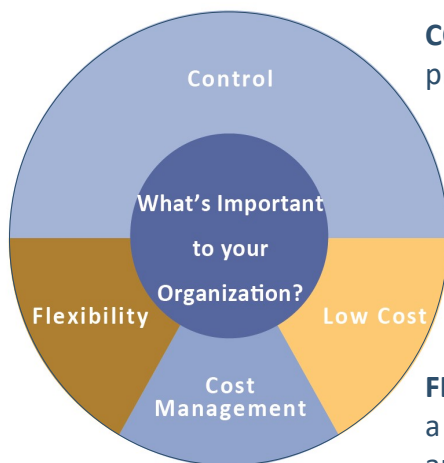 Control
What's Important
to your
Organization?
Flexibility
Low Cost
Cost
Management
a